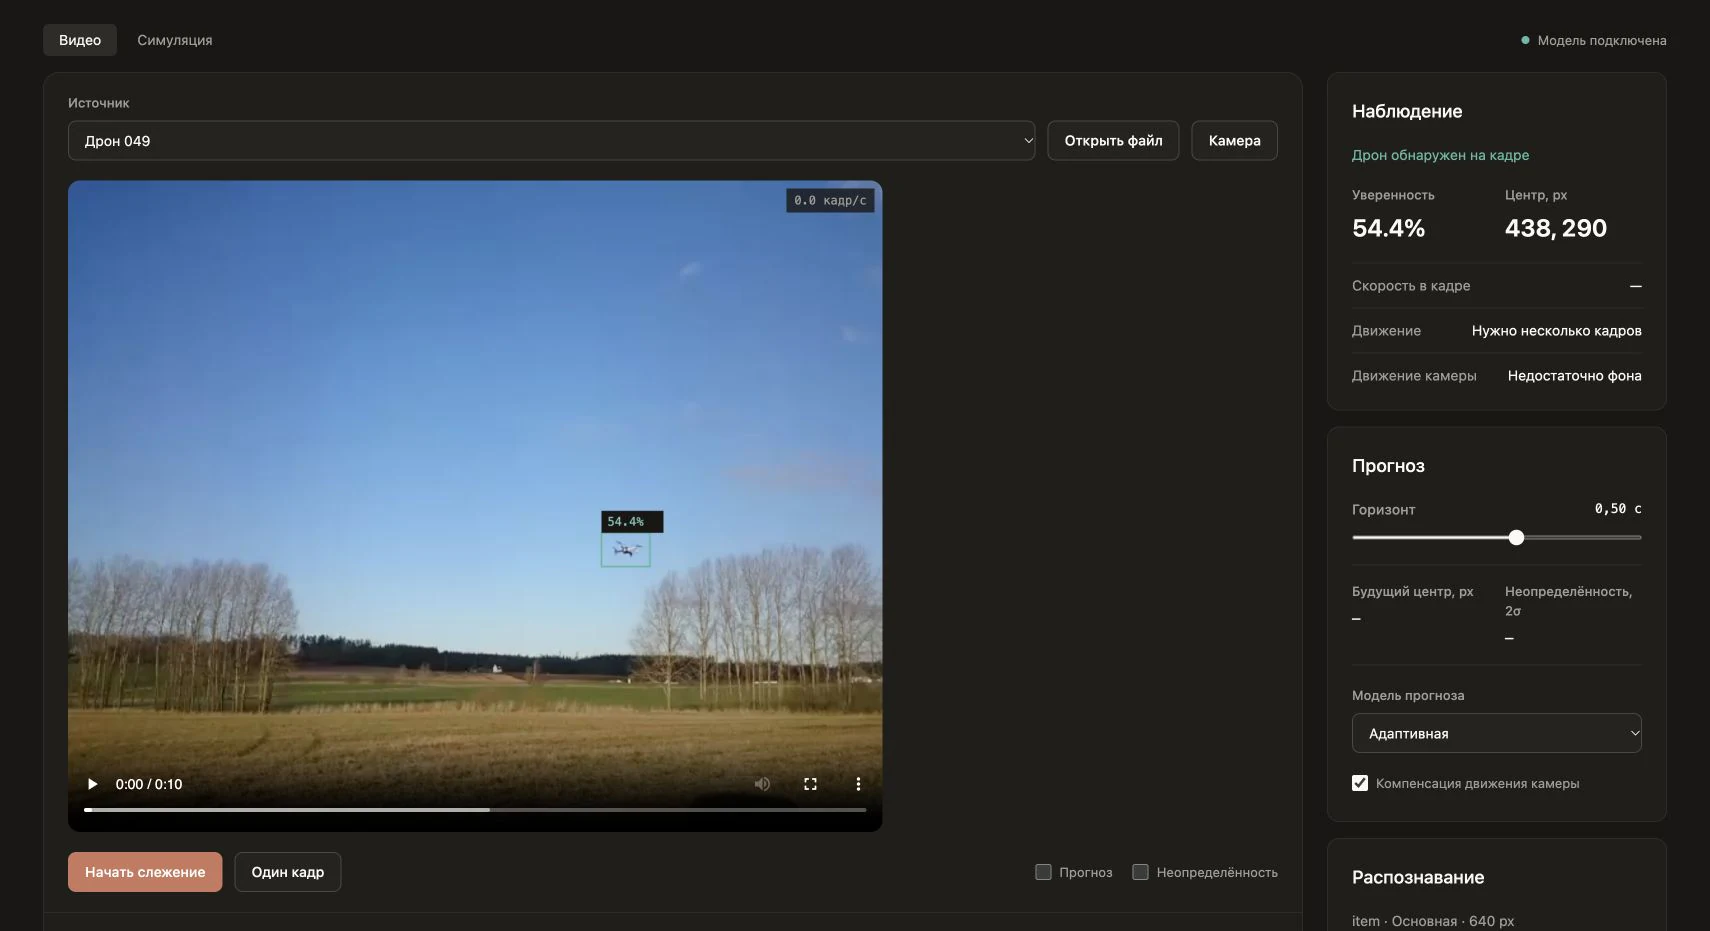 Видео
Симуляция
Модель подключена
Источник
Дрон 049
Открыть файл
Камера
0.0 кадр/с
54.4%
0:00 / 0:10
Начать слежение
Один кадр
Прогноз
Неопределённость
Наблюдение
Дрон обнаружен на кадре
Уверенность
Центр, px
54.4%
438, 290
Скорость в кадре
—
Движение
Нужно несколько кадров
Движение камеры
Недостаточно фона
Прогноз
Горизонт
0,50 с
Будущий центр, px
—
Неопределённость,
2σ
—
Модель прогноза
Адаптивная
Компенсация движения камеры
Распознавание
item · Основная · 640 px